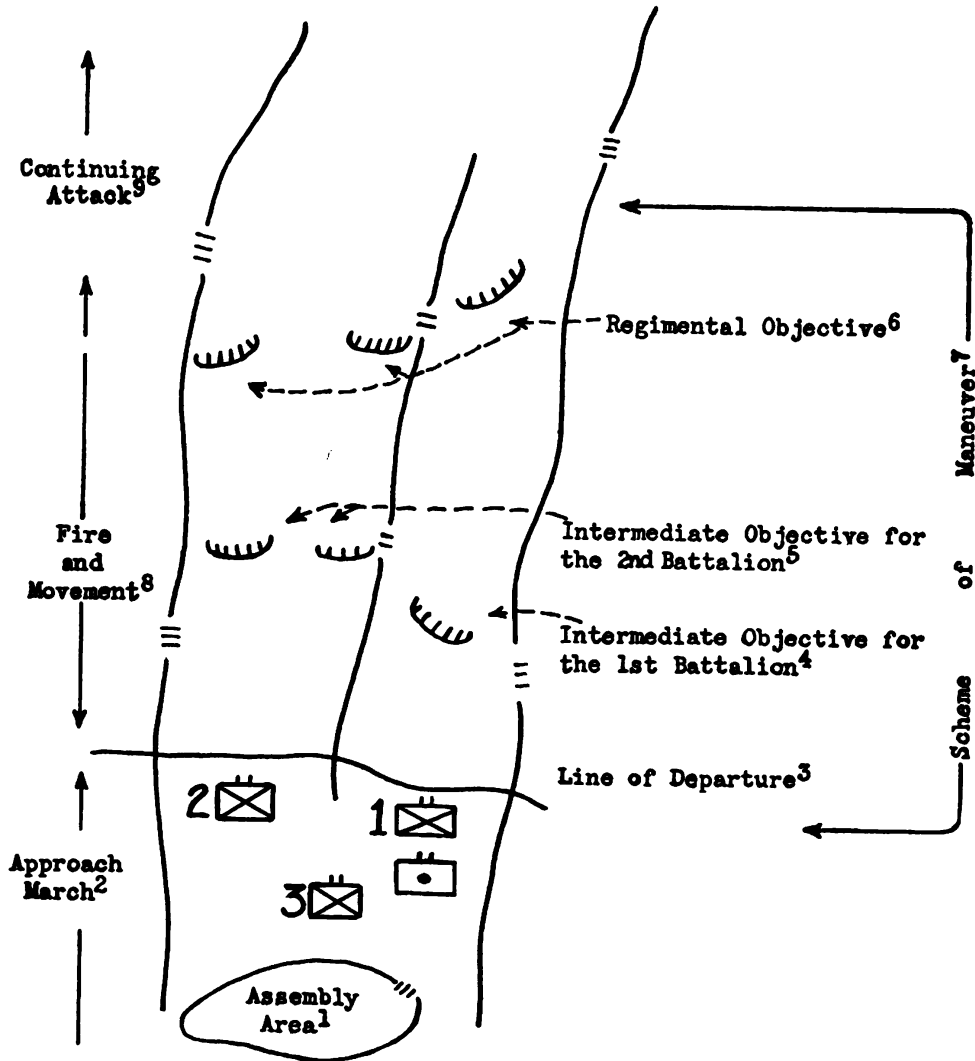 Continuing
Attack⁹
Regimental Objective⁶
Maneuver⁷
of
Scheme
Intermediate Objective for
the 2nd Battalion⁵
Fire
and
Movement⁸
Intermediate Objective for
the 1st Battalion⁴
Line of Departure³
2
1
3
Approach
March²
Assembly
Area¹